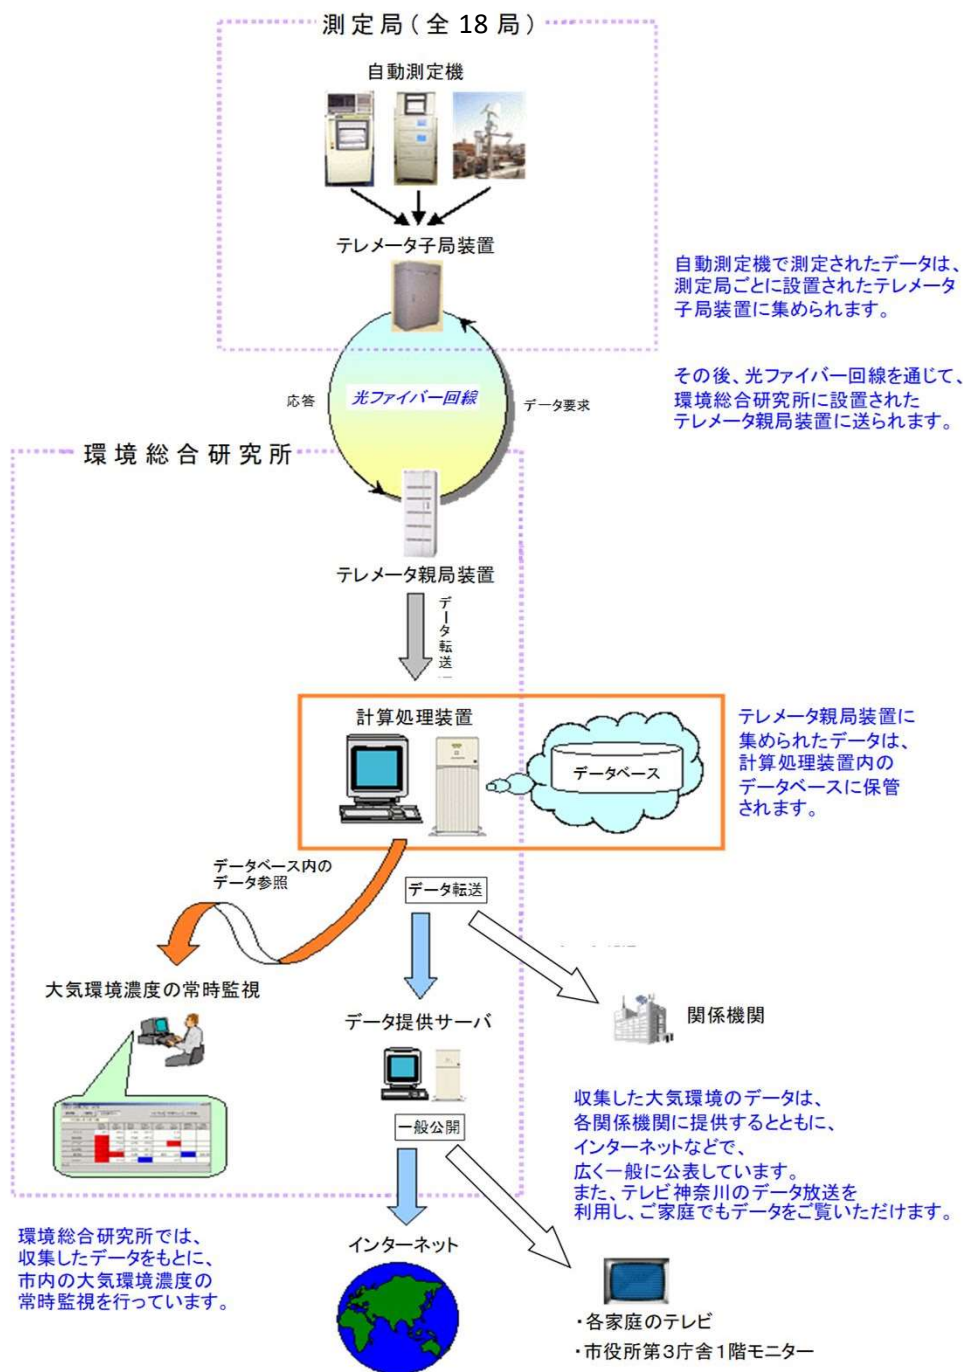 測定局(全 18 局)
自動測定機
テレメータ子局装置
自動測定機で測定されたデータは、
測定局ごとに設置されたテレメータ
子局装置に集められます。
応答
光ファイバー回線
データ要求
その後、光ファイバー回線を通じて、
環境総合研究所に設置された
テレメータ親局装置に送られます。
環境総合研究所
テレメータ親局装置
データ転送
計算処理装置
データベース
テレメータ親局装置に
集められたデータは、
計算処理装置内の
データベースに保管
されます。
データベース内の
データ参照
データ転送
大気環境濃度の常時監視
データ提供サーバ
関係機関
一般公開
収集した大気環境のデータは、
各関係機関に提供するとともに、
インターネットなどで、
広く一般に公表しています。
また、テレビ神奈川のデータ放送を
利用し、ご家庭でもデータをご覧いただけます。
環境総合研究所では、
収集したデータをもとに、
市内の大気環境濃度の
常時監視を行っています。
インターネット
・各家庭のテレビ
・市役所第3庁舎1階モニター